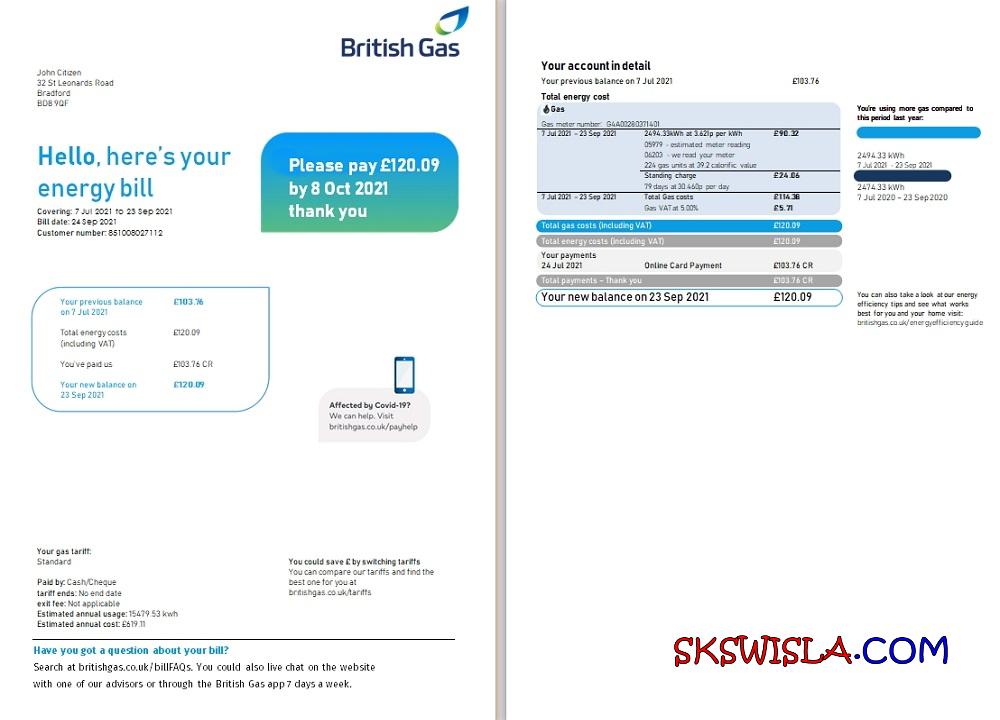 British Gas
John Citizen
32 St Leonards Road
Bradford
BD8 9QF
Hello, here's your
energy bill
Covering: 7 Jul 2021 to 23 Sep 2021
Bill date: 24 Sep 2021
Customer number: 851008027112
Please pay £120.09
by 8 Oct 2021
thank you
Your previous balance £103.76
on 7 Jul 2021
Total energy costs £120.09
(including VAT)
You've paid us £103.76 CR
Your new balance on £120.09
23 Sep 2021
Affected by Covid-19?
We can help. Visit
britishgas.co.uk/payhelp
Your gas tariff:
Standard
Paid by: Cash/Cheque
tariff ends: No end date
exit fee: Not applicable
Estimated annual usage: 15479.53 kwh
Estimated annual cost: £619.11
You could save £ by switching tariffs
You can compare our tariffs and find the
best one for you at
britishgas.co.uk/tariffs
Have you got a question about your bill?
Search at britishgas.co.uk/billFAQs. You could also live chat on the website
with one of our advisors or through the British Gas app 7 days a week.
Your account in detail
Your previous balance on 7 Jul 2021 £103.76
Total energy cost
Gas
Gas meter number: G4A00280371401
7 Jul 2021 - 23 Sep 2021 2494.33kWh at 3.621p per kWh £90.32
05979 - estimated meter reading
06203 - we read your meter
224 gas units at 39.2 calorific value
Standing charge £24.06
79 days at 30.460p per day
7 Jul 2021 - 23 Sep 2021 Total Gas costs £114.38
Gas VAT at 5.00% £5.71
Total gas costs (including VAT) £120.09
Total energy costs (including VAT) £120.09
Your payments
24 Jul 2021 Online Card Payment £103.76 CR
Total payments - Thank you £103.76 CR
Your new balance on 23 Sep 2021 £120.09
You're using more gas compared to
this period last year:
2494.33 kWh
7 Jul 2021 - 23 Sep 2021
2474.33 kWh
7 Jul 2020 - 23 Sep 2020
You can also take a look at our energy
efficiency tips and see what works
best for you and your home visit:
britishgas.co.uk/energyefficiencyguide
SKSWISLA.COM